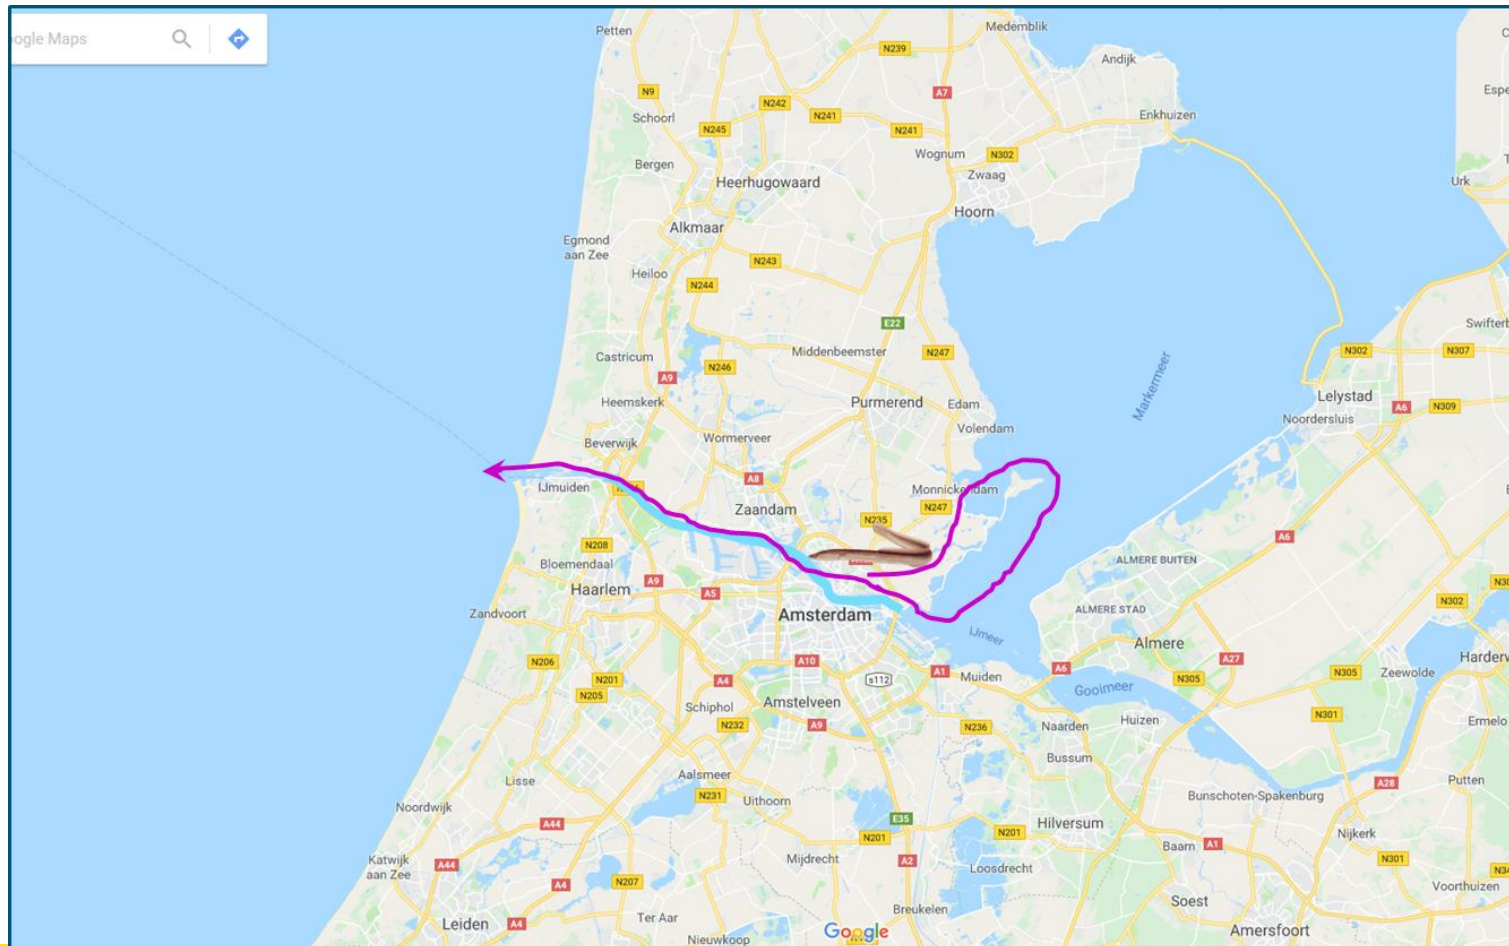 oogle Maps
Petten
Medemblik
N239
Andijk
N9
A7
Espe
Schoorl
N242
N241
Enkhuizen
N245
N241
Bergen
Wognum
N302
Zwaag
Urk
Heerhugowaard
Hoorn
Alkmaar
Egmond
aan Zee
N243
Heiloo
N244
E22
Swifterb
Castricum
Middenbeemster
N247
N302
N307
A9
N246
Markermeer
Heemskerk
Purmerend
Edam
Lelystad
A6
N309
Noordersluis
Beverwijk
Wormerveer
Volendam
IJmuiden
A8
Monnickendam
Zaandam
N247
N235
A6
N208
Bloemendaal
ALMERE BUITEN
Haarlem
A9
A5
N302
Zandvoort
Amsterdam
ALMERE STAD
IJmeer
Almere
N206
A10
A1
A6
A27
Harderw
N201
A4
s112
Muiden
N305
N305
Zeewolde
N205
Schiphol
Amstelveen
Gooimeer
N232
A9
N236
Naarden
Huizen
N301
Ermelo
Bussum
Lisse
Aalsmeer
N231
Uithoorn
A28
Putten
Noordwijk
Bunschoten-Spakenburg
A44
E35
N201
N201
Hilversum
Nijkerk
Baarn
A1
Katwijk
aan Zee
A44
Mijdrecht
A2
Loosdrecht
N301
A4
N207
Voorthuizen
Leiden
A4
Ter Aar
Breukelen
Soest
Nieuwkoop
Google
Amersfoort